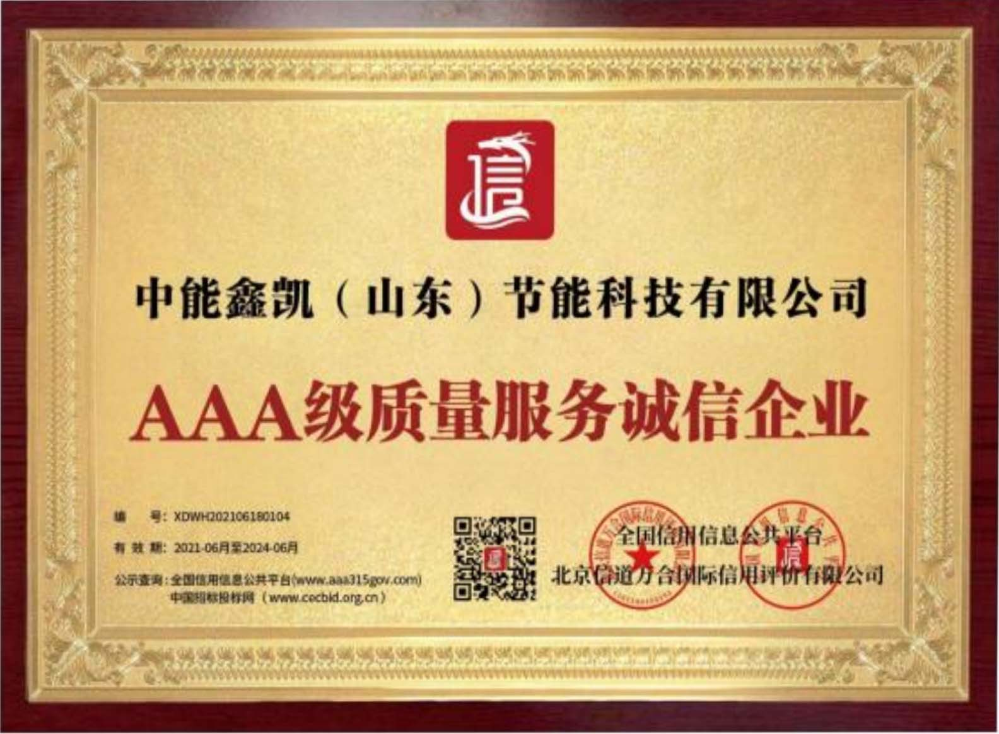 信
中能鑫凯（山东）节能科技有限公司
AAA级质量服务诚信企业
编 号：XDWH202106180104
有 效 期：2021-06月至2024-06月
公示查询：全国信用信息公共平台(www.aaa315gov.com)
中国招标投标网（www.cecbid.org.cn）
全国信用信息公共平台
北京信道万合国际信用评价有限公司